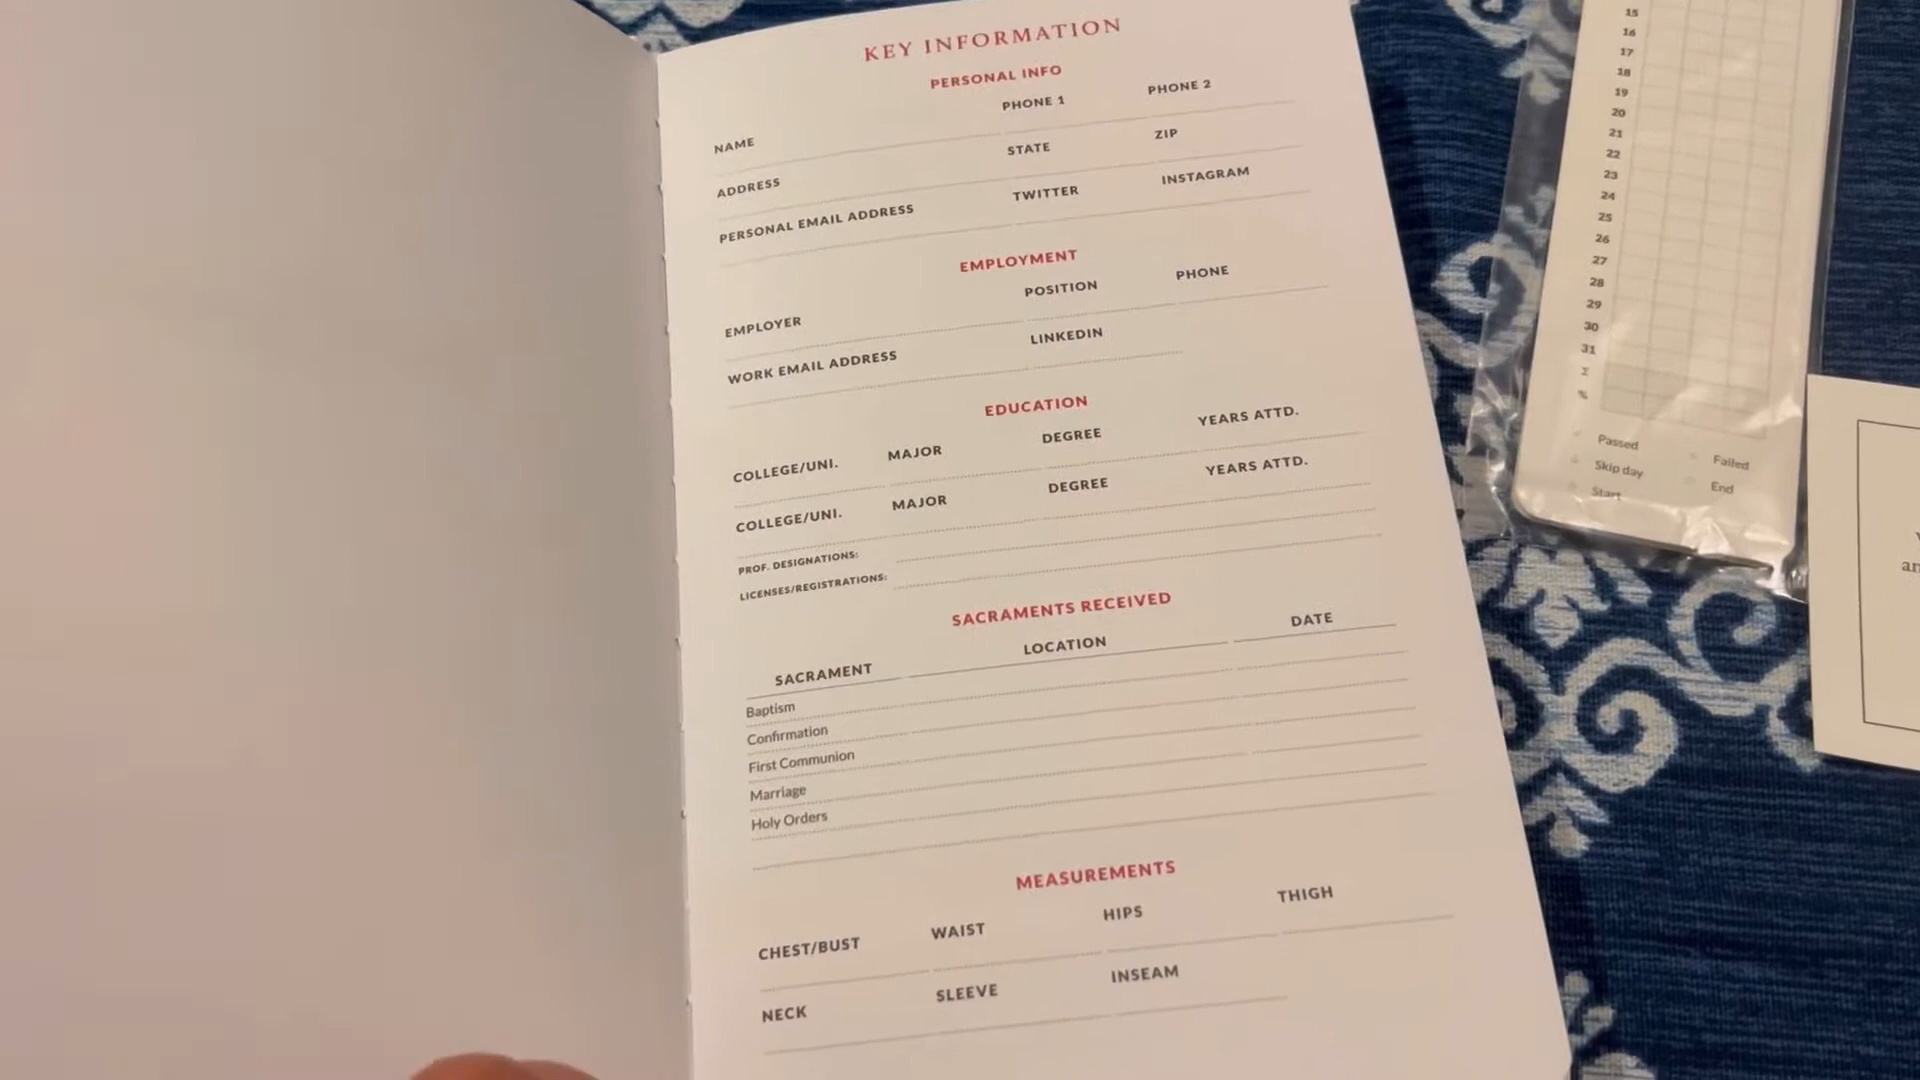 KEY INFORMATION
PERSONAL INFO
NAME PHONE 1 PHONE 2
ADDRESS STATE ZIP
PERSONAL EMAIL ADDRESS TWITTER INSTAGRAM
EMPLOYMENT
EMPLOYER POSITION PHONE
WORK EMAIL ADDRESS LINKEDIN
EDUCATION
COLLEGE/UNI. MAJOR DEGREE YEARS ATTD.
COLLEGE/UNI. MAJOR DEGREE YEARS ATTD.
PROF. DESIGNATIONS:
LICENSES/REGISTRATIONS:
SACRAMENTS RECEIVED
SACRAMENT LOCATION DATE
Baptism
Confirmation
First Communion
Marriage
Holy Orders
MEASUREMENTS
CHEST/BUST WAIST HIPS THIGH
NECK SLEEVE INSEAM
15
16
17
18
19
20
21
22
23
24
25
26
27
28
29
30
31
Σ
%
Passed Failed
Skip day End
Start